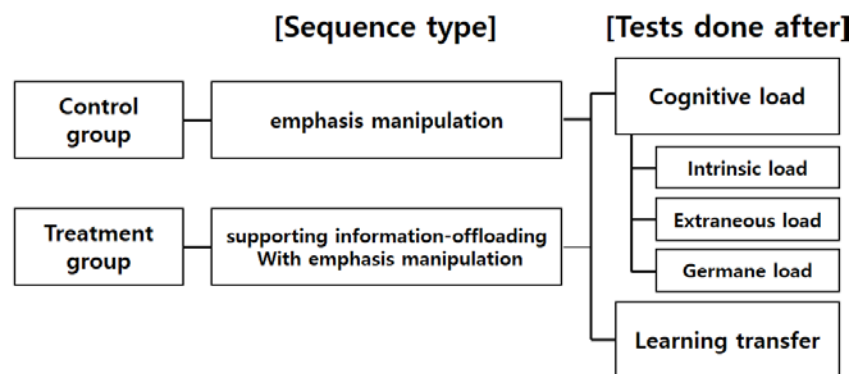 [Sequence type]
[Tests done after]
Control
group
emphasis manipulation
Cognitive load
Intrinsic load
Extraneous load
Germane load
Treatment
group
supporting information-offloading
With emphasis manipulation
Learning transfer